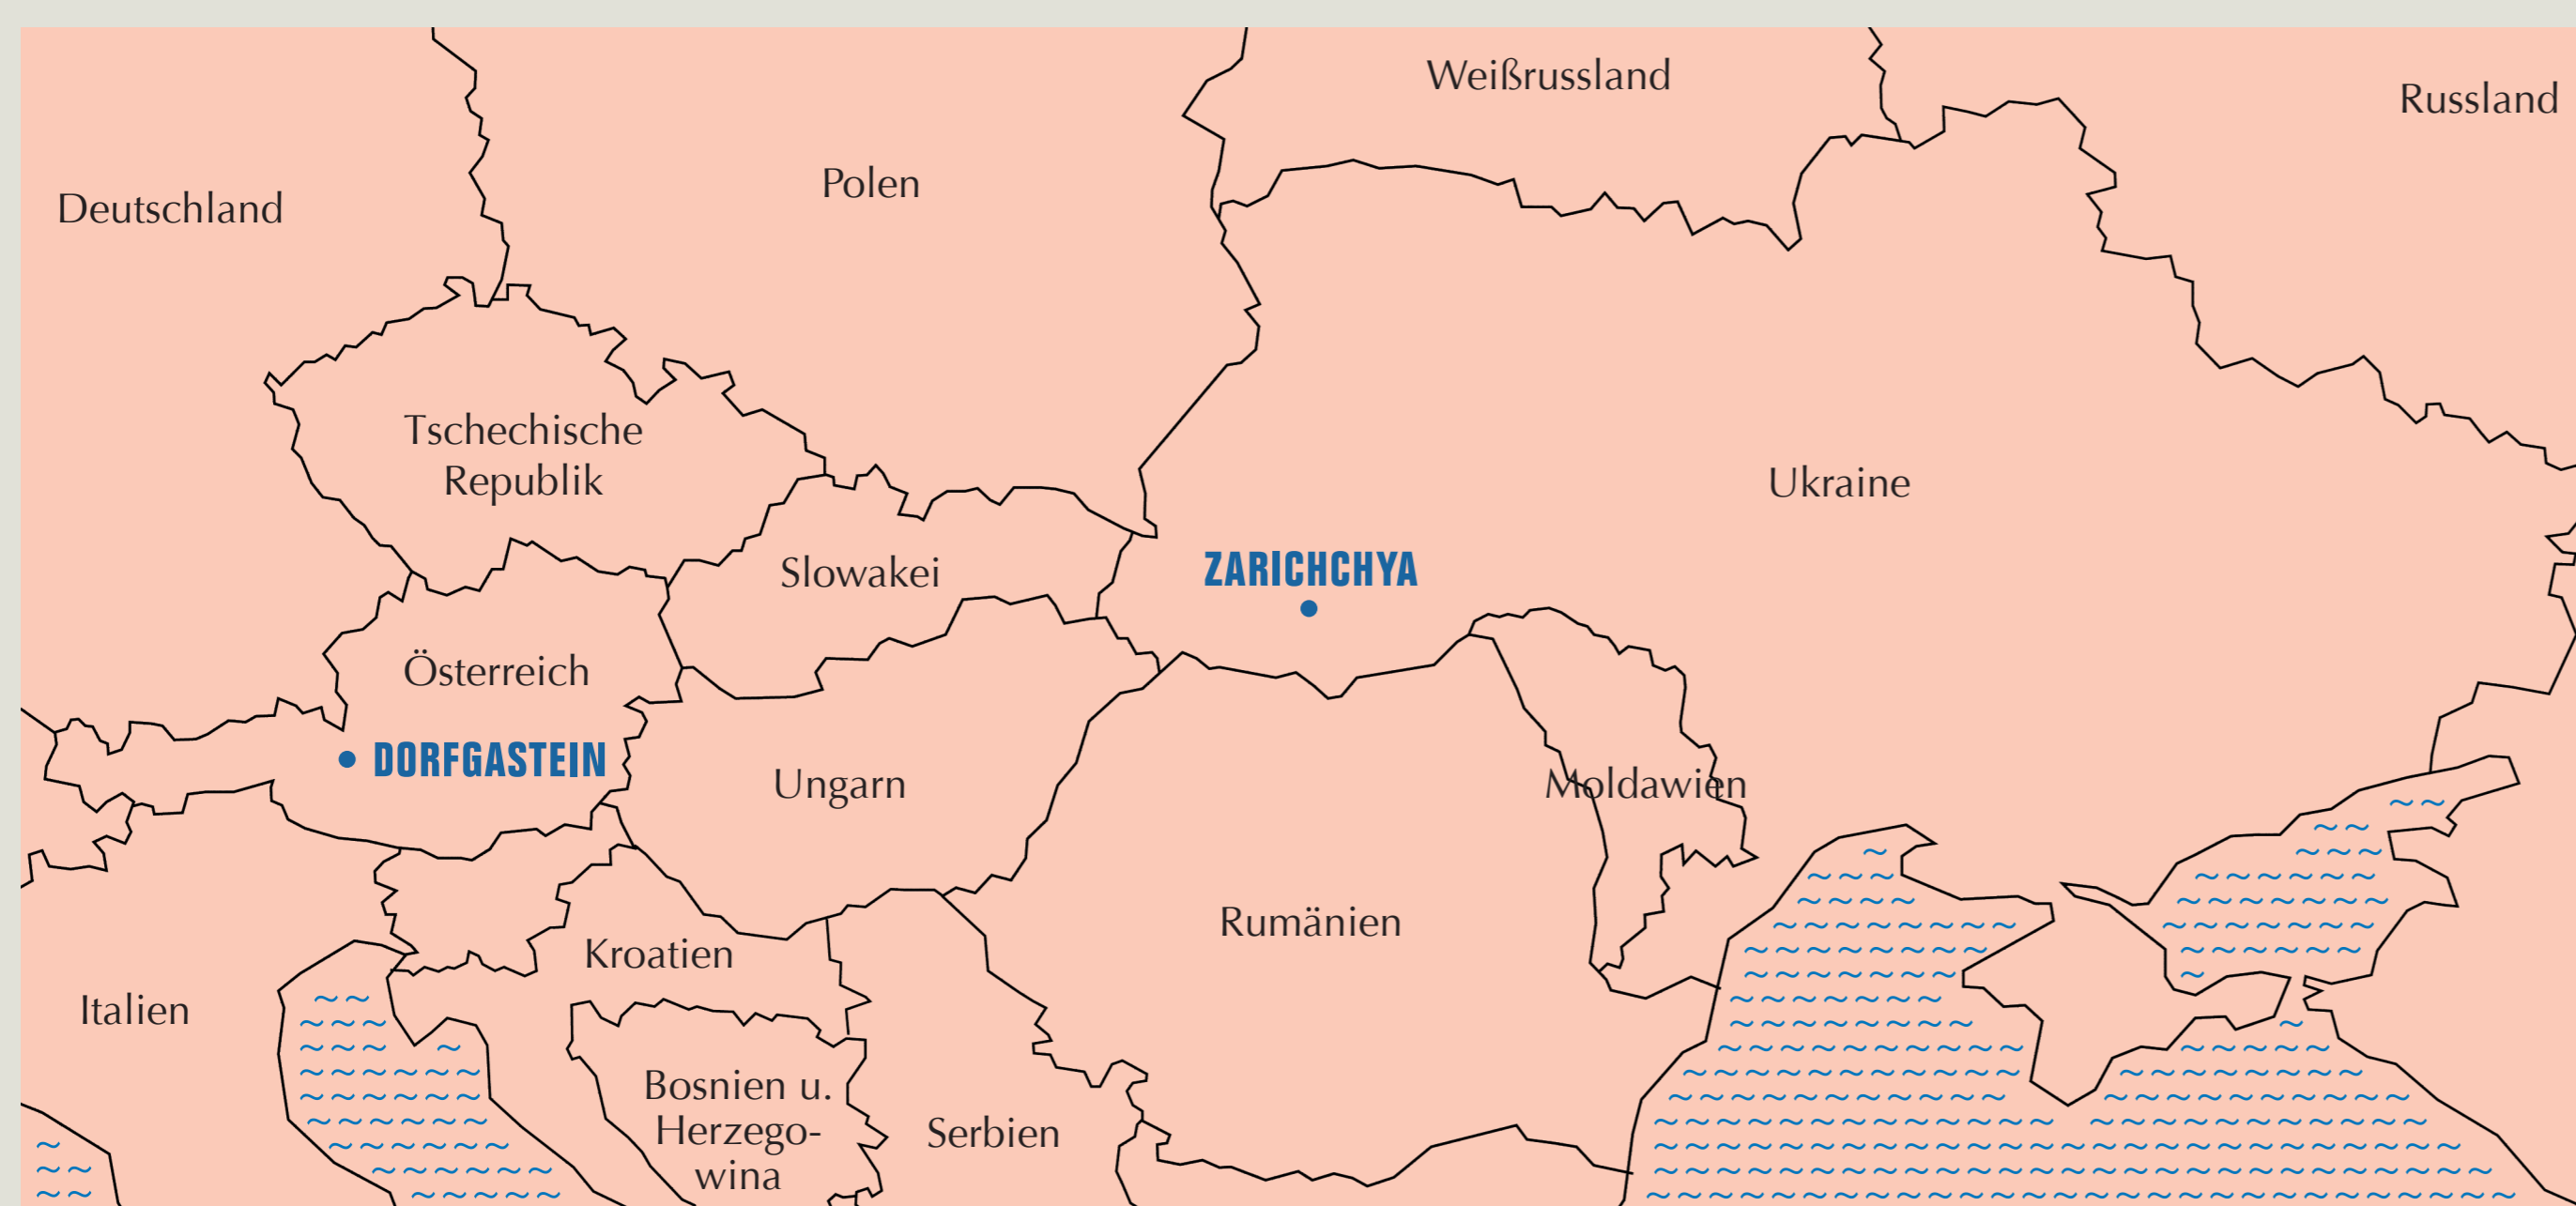 Weißrussland
Russland
Polen
Deutschland
Tschechische
Republik
Ukraine
ZARICHCHYA
Slowakei
Österreich
DORFGASTEIN
Ungarn
Moldawien
Rumänien
Kroatien
Italien
Bosnien u.
Herzego-
wina
Serbien